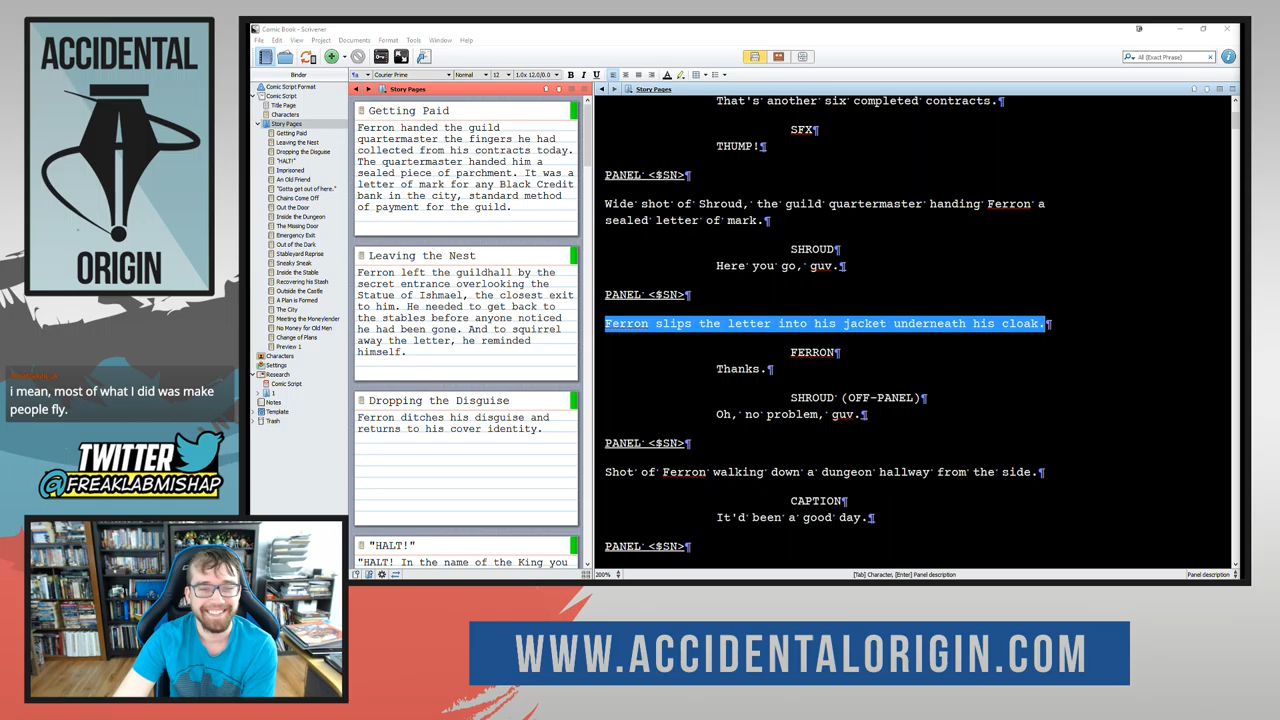 ACCIDENTAL
ORIGIN
i mean, most of what I did was make
people fly.
TWITTER
@FREAKLABMISHAP
Comic Book - Scrivener
File Edit View Project Documents Format Tools Window Help
All (Exact Phrase)
Binder
Courier Prime Normal 12 1.0x 12.0/0.0 B I U
Comic Script Format
Comic Script
Title Page
Characters
Story Pages
Getting Paid
Leaving the Nest
Dropping the Disguise
"HALT!"
Imprisoned
An Old Friend
"Gotta get out of here."
Chains Come Off
Out the Door
Inside the Dungeon
The Missing Door
Emergency Exit
Out of the Dark
Stableyard Reprise
Sneaky Sneak
Inside the Stable
Recovering his Stash
Outside the Castle
A Plan is Formed
The City
Meeting the Moneylender
No Money for Old Men
Change of Plans
Preview 1
Characters
Settings
Research
Comic Script
1
Notes
Template
Trash
Story Pages
Getting Paid
Ferron handed the guild
quartermaster the fingers he had
collected from his contracts today.
The quartermaster handed him a
sealed piece of parchment. It was a
letter of mark for any Black Credit
bank in the city, standard method
of payment for the guild.
Leaving the Nest
Ferron left the guildhall by the
secret entrance overlooking the
Statue of Ishmael, the closest exit
to him. He needed to get back to
the stables before anyone noticed
he had been gone. And to squirrel
away the letter, he reminded
himself.
Dropping the Disguise
Ferron ditches his disguise and
returns to his cover identity.
"HALT!"
"HALT! In the name of the King you
Story Pages
That's another six completed contracts.¶
SFX¶
THUMP!¶
PANEL <$SN>¶
Wide shot of Shroud, the guild quartermaster handing Ferron a
sealed letter of mark.¶
SHROUD¶
Here you go, guv.¶
PANEL <$SN>¶
Ferron slips the letter into his jacket underneath his cloak.¶
FERRON¶
Thanks.¶
SHROUD (OFF-PANEL)¶
Oh, no problem, guv.¶
PANEL <$SN>¶
Shot of Ferron walking down a dungeon hallway from the side.¶
CAPTION¶
It'd been a good day.¶
PANEL <$SN>¶
200% [Tab] Character, [Enter] Panel description Panel description
WWW.ACCIDENTALORIGIN.COM